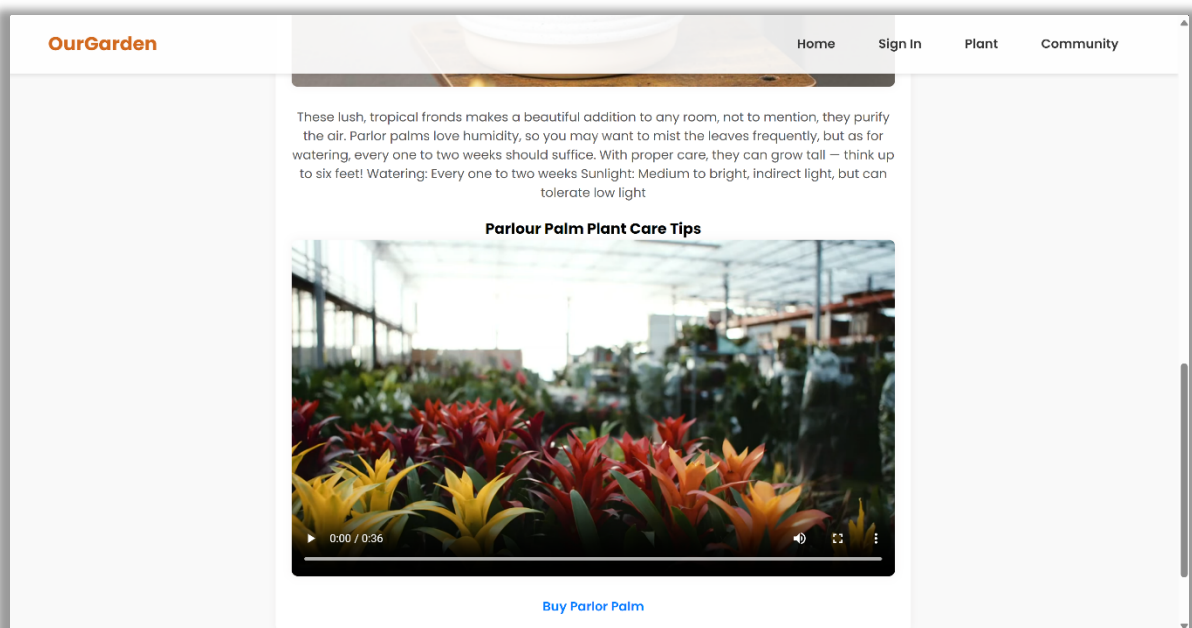 OurGarden
Home Sign In Plant Community
These lush, tropical fronds makes a beautiful addition to any room, not to mention, they purify
the air. Parlor palms love humidity, so you may want to mist the leaves frequently, but as for
watering, every one to two weeks should suffice. With proper care, they can grow tall — think up
to six feet! Watering: Every one to two weeks Sunlight: Medium to bright, indirect light, but can
tolerate low light
Parlour Palm Plant Care Tips
0:00 / 0:36
Buy Parlor Palm